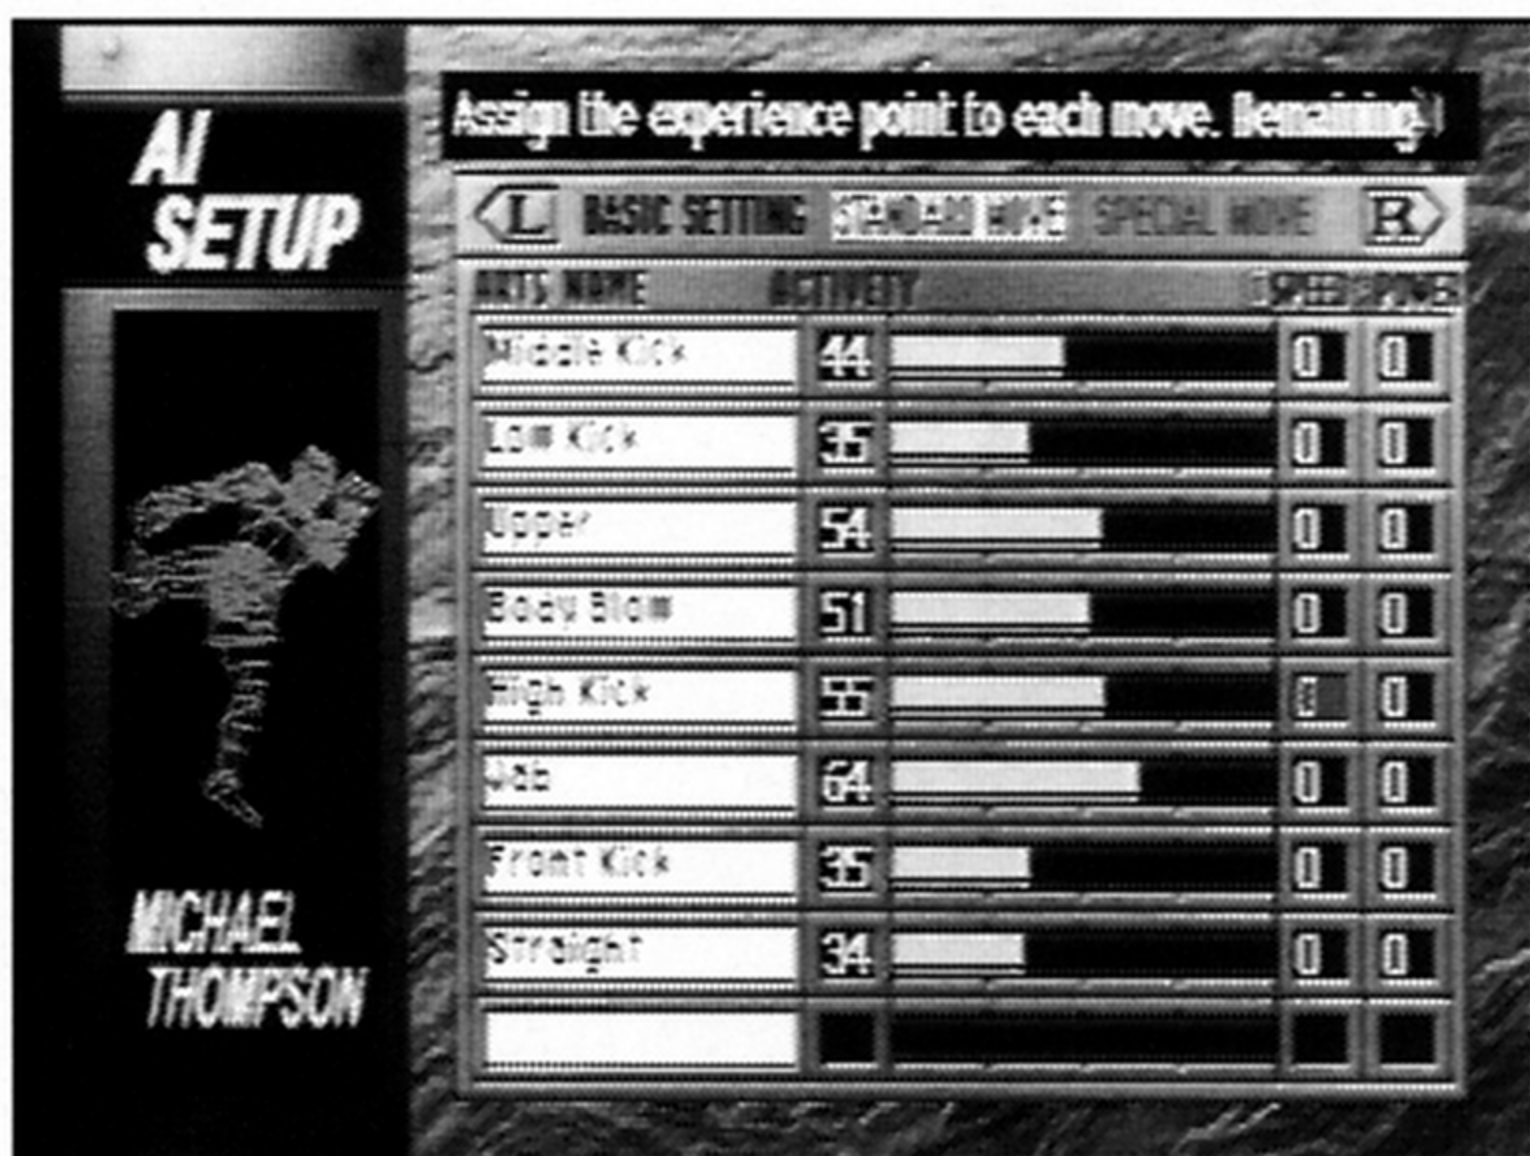 AI
SETUP
Assign the experience point to each move. Remaining
L BASIC SETTING STANDARD MOVE SPECIAL MOVE R
ARTS NAME ACTIVITY SPEED POWER
Middle Kick 44 0 0
Low Kick 35 0 0
Upper 54 0 0
Body Blow 51 0 0
High Kick 55 0 0
Jab 64 0 0
Front Kick 35 0 0
Straight 34 0 0
MICHAEL
THOMPSON